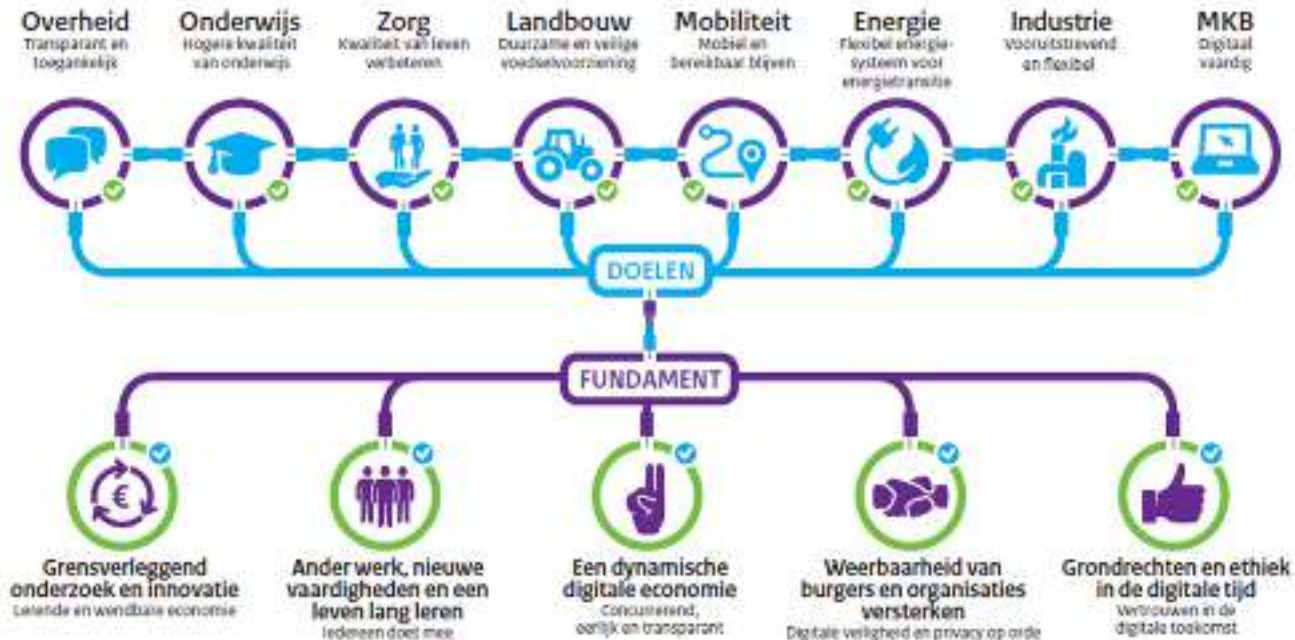 Overheid
Transparant en
toegankelijk
Onderwijs
Hogere kwaliteit
van onderwijs
Zorg
Kwaliteit van leven
verbeteren
Landbouw
Duurzame en veilige
voedselvoorziening
Mobiliteit
Mobiel en
bereikbaar blijven
Energie
Flexibel energie-
systeem voor
energietransitie
Industrie
Vooruitstrevend
en flexibel
MKB
Digitaal
vaardig
DOELEN
FUNDAMENT
€
Grensverleggend
onderzoek en innovatie
Lerende en wendbare economie
Ander werk, nieuwe
vaardigheden en een
leven lang leren
Iedereen doet mee
Een dynamische
digitale economie
Concurrerend,
eerlijk en transparant
Weerbaarheid van
burgers en organisaties
versterken
Digitale veiligheid en privacy op orde
Grondrechten en ethiek
in de digitale tijd
Vertrouwen in de
digitale toekomst